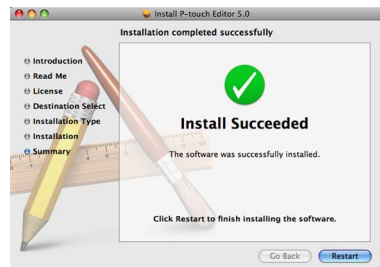 Install P-touch Editor 5.0
Installation completed successfully
Introduction
Read Me
License
Destination Select
Installation Type
Installation
Summary
Install Succeeded
The software was successfully installed.
Click Restart to finish installing the software.
Go Back
Restart